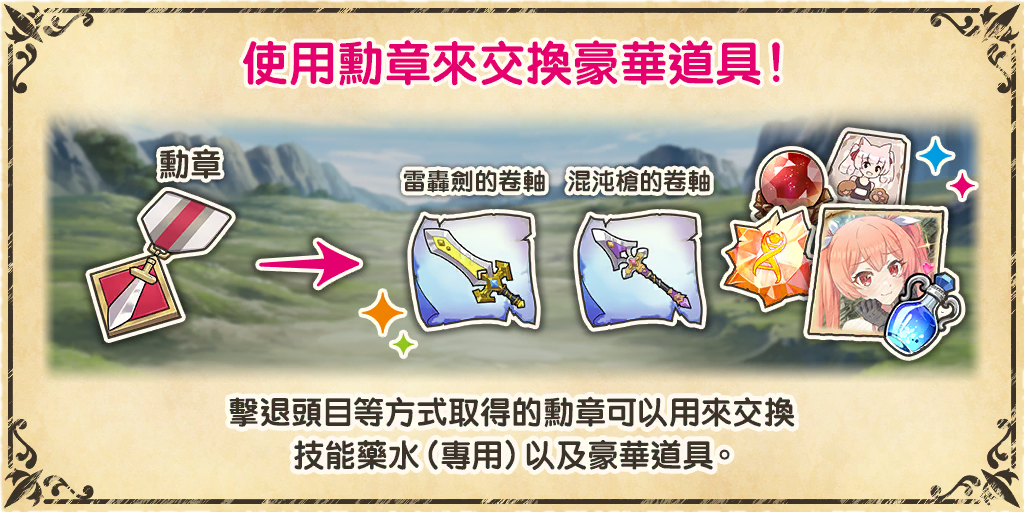 使用勳章來交換豪華道具！
勳章
雷轟劍的卷軸
混沌槍的卷軸
擊退頭目等方式取得的勳章可以用來交換
技能藥水（專用）以及豪華道具。